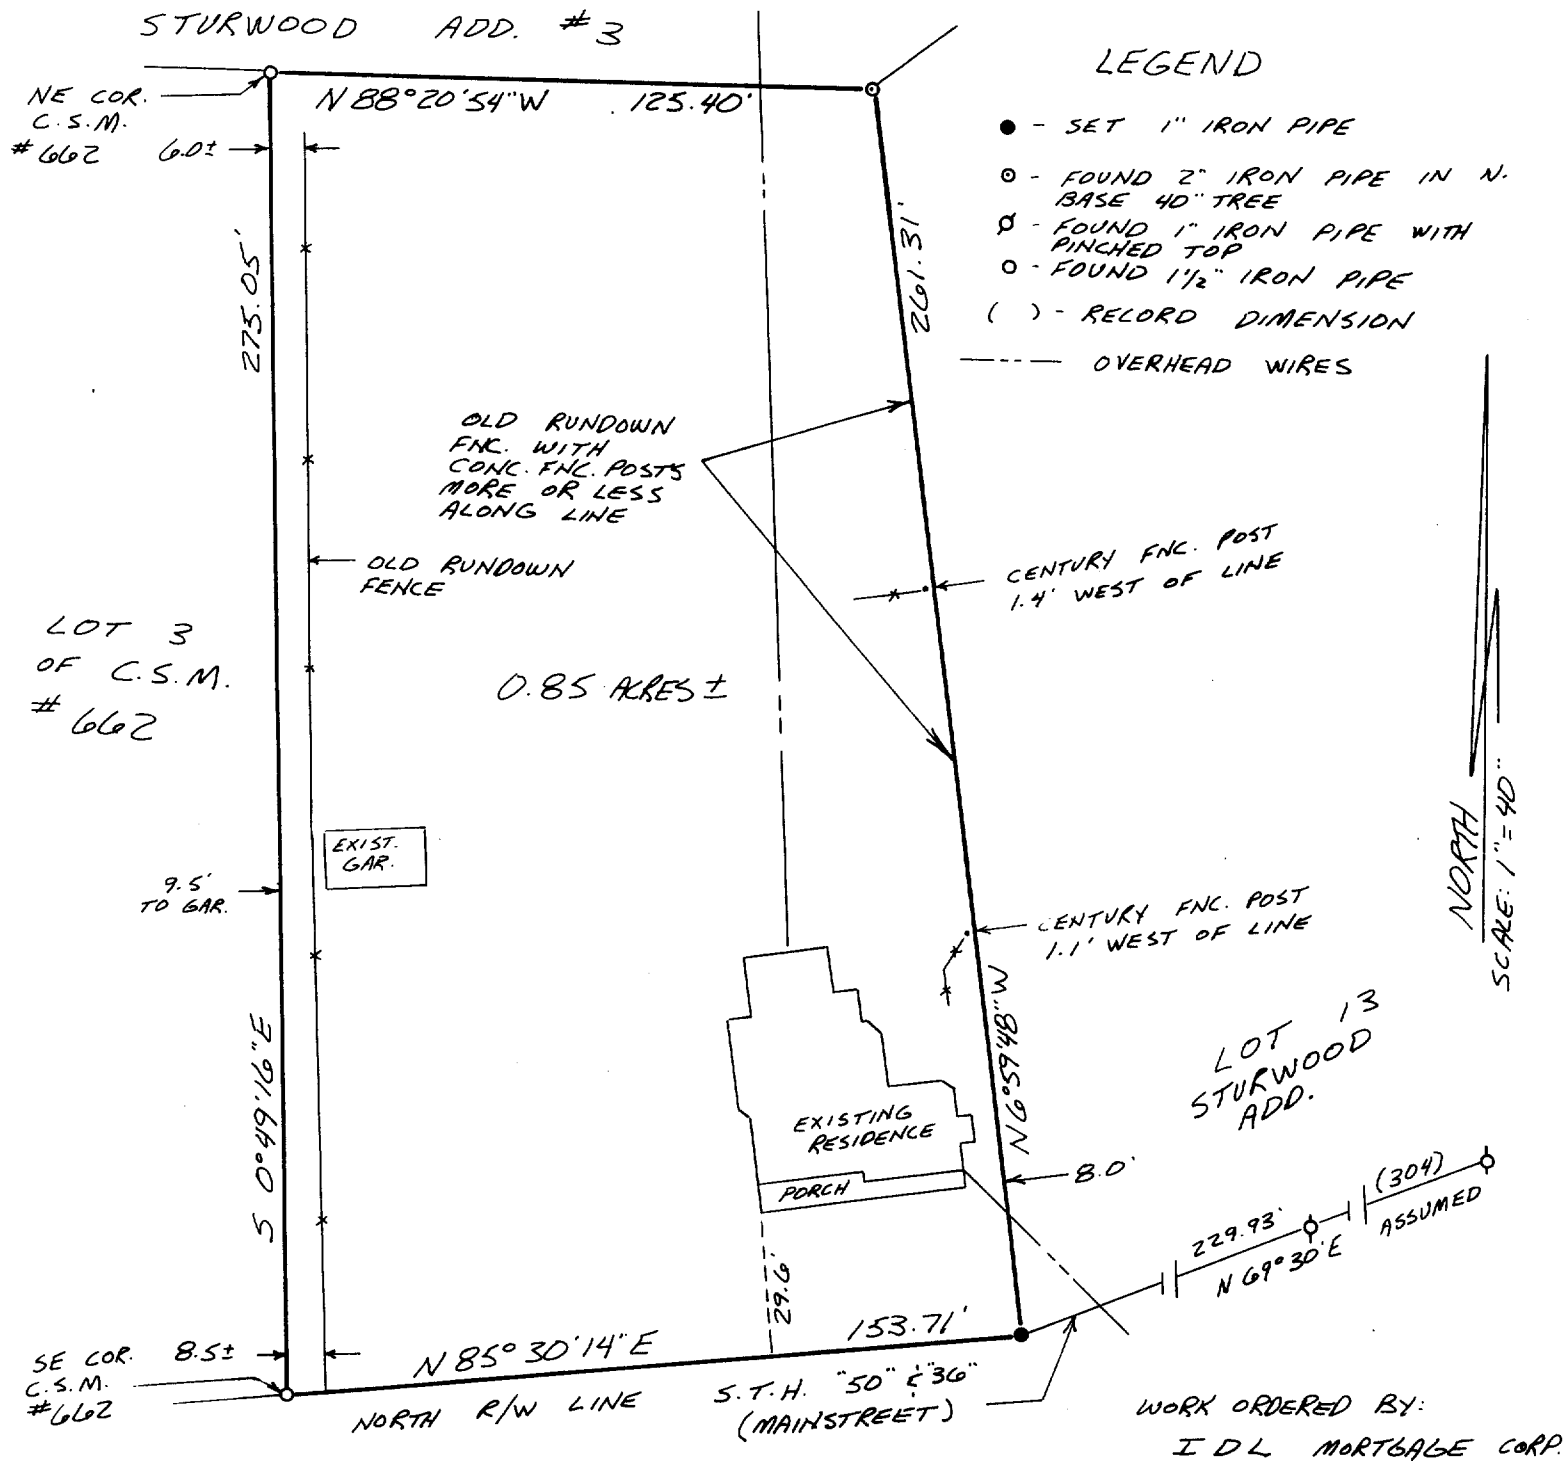 STURWOOD ADD. #3
LEGEND
● - SET 1" IRON PIPE
⊙ - FOUND 2" IRON PIPE IN N.
BASE 40" TREE
- FOUND 1" IRON PIPE WITH
PINCHED TOP
○ - FOUND 1 1/2" IRON PIPE
( ) - RECORD DIMENSION
OVERHEAD WIRES
NE COR.
C.S.M.
#662
6.0±
N 88°20'54"W 125.40'
275.05'
261.31'
OLD RUNDOWN
FNC. WITH
CONC. FNC. POSTS
MORE OR LESS
ALONG LINE
OLD RUNDOWN
FENCE
CENTURY FNC. POST
1.4' WEST OF LINE
LOT 3
OF C.S.M.
#662
0.85 ACRES ±
EXIST.
GAR.
9.5'
TO GAR.
NORTH
SCALE: 1"=40"
CENTURY FNC. POST
1.1' WEST OF LINE
S 0°49'16"E
N 6°59'48"W
LOT 13
STURWOOD
ADD.
EXISTING
RESIDENCE
PORCH
8.0'
29.6'
229.93'
N 69°30'E
(304)
ASSUMED
SE COR.
C.S.M.
#662
8.5±
N 85°30'14"E
153.71'
NORTH R/W LINE
S.T.H. "50" & "36"
(MAINSTREET)
WORK ORDERED BY:
IDL MORTGAGE CORP.